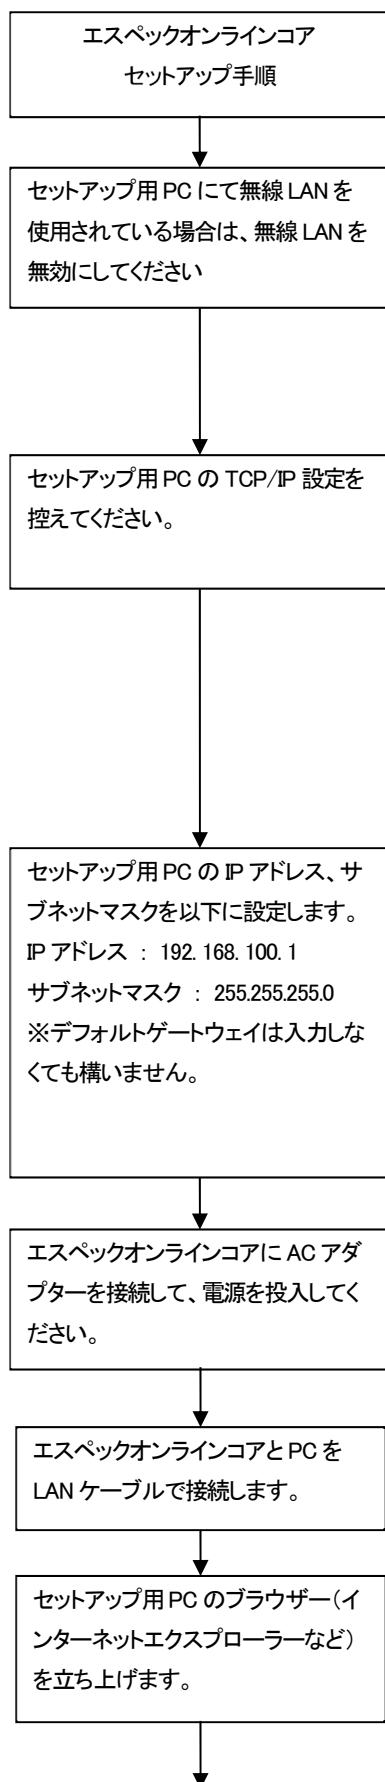 エスペックオンラインコア
セットアップ手順
セットアップ用 PC にて無線 LAN を
使用されている場合は、無線 LAN を
無効にしてください
セットアップ用 PC の TCP/IP 設定を
控えてください。
セットアップ用 PC の IP アドレス、サ
ブネットマスクを以下に設定します。
IP アドレス : 192. 168. 100. 1
サブネットマスク : 255.255.255.0
※デフォルトゲートウェイは入力しな
くても構いません。
エスペックオンラインコアに AC アダ
プターを接続して、電源を投入してく
ださい。
エスペックオンラインコアと PC を
LAN ケーブルで接続します。
セットアップ用 PC のブラウザー(イ
ンターネットエクスプローラーなど)
を立ち上げます。